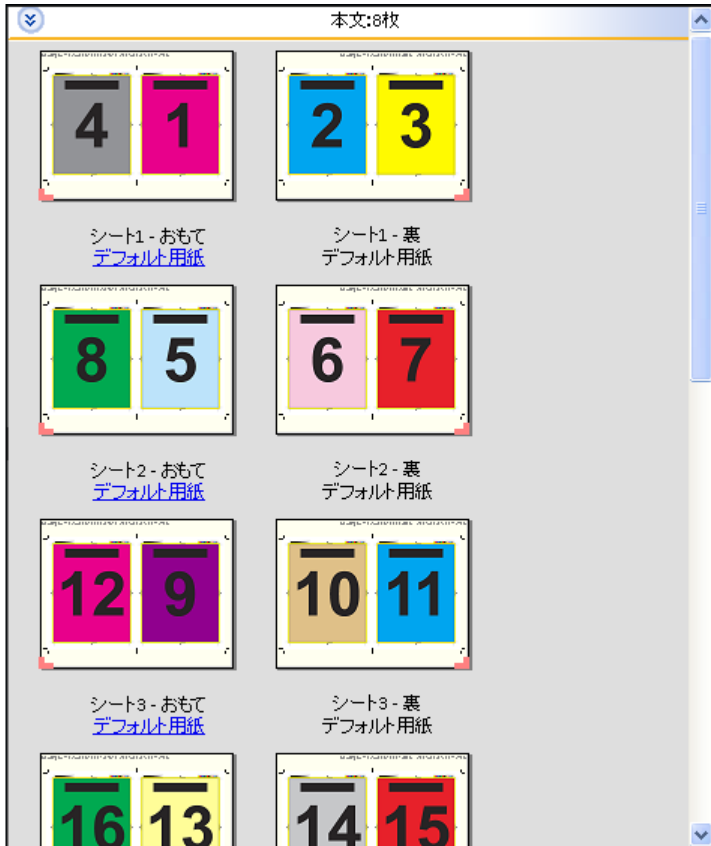 本文:8枚
4 1
2 3
シート1 - おもて
デフォルト用紙
シート1 - 裏
デフォルト用紙
8 5
6 7
シート2 - おもて
デフォルト用紙
シート2 - 裏
デフォルト用紙
12 9
10 11
シート3 - おもて
デフォルト用紙
シート3 - 裏
デフォルト用紙
16 13
14 15